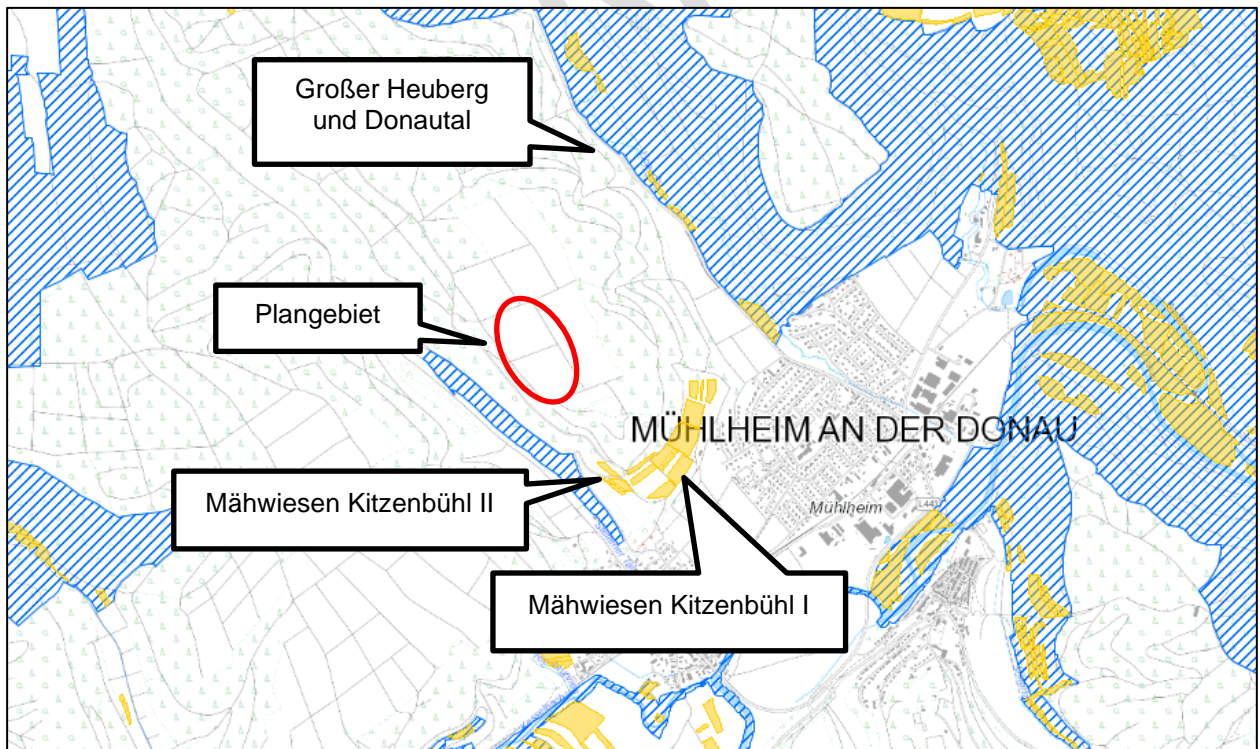 Großer Heuberg
und Donautal
Plangebiet
MÜHLHEIM AN DER DONAU
Mähwiesen Kitzenbühl II
Mühlheim
Mähwiesen Kitzenbühl I